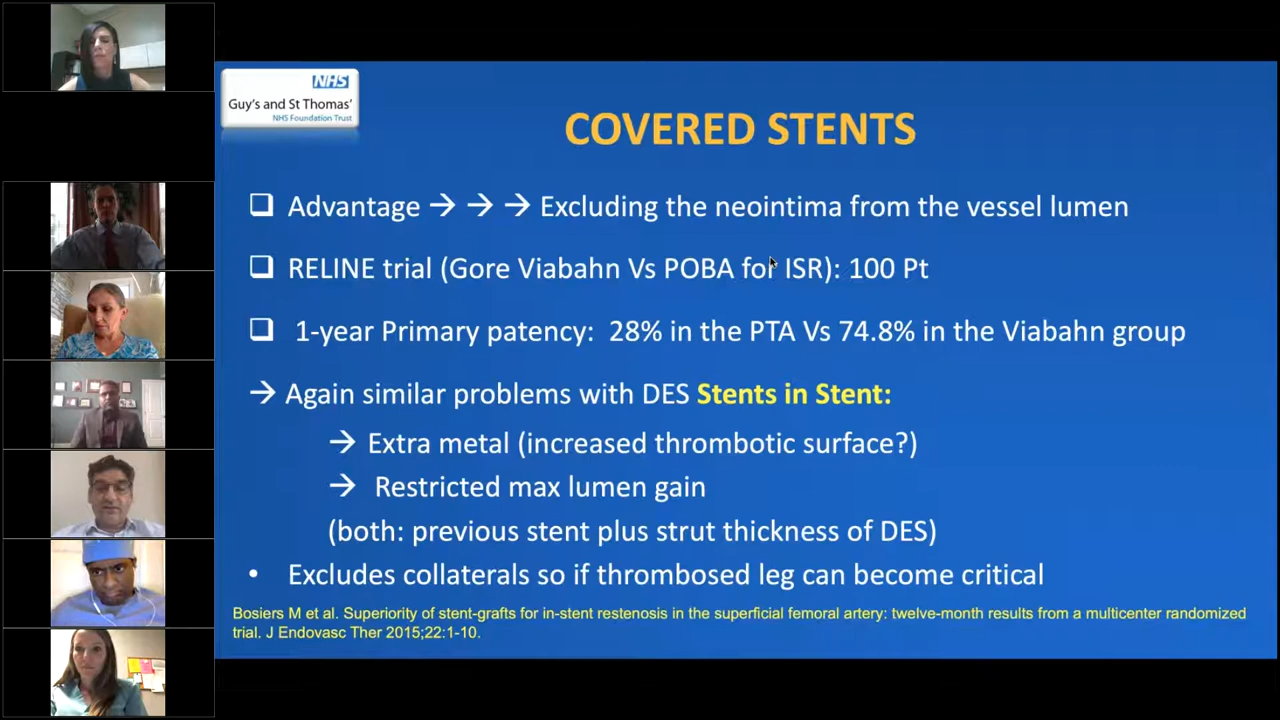 NHS
Guy's and St Thomas'
NHS Foundation Trust
COVERED STENTS
❑ Advantage → → → Excluding the neointima from the vessel lumen
❑ RELINE trial (Gore Viabahn Vs POBA for ISR): 100 Pt
❑ 1-year Primary patency: 28% in the PTA Vs 74.8% in the Viabahn group
→ Again similar problems with DES Stents in Stent:
→ Extra metal (increased thrombotic surface?)
→ Restricted max lumen gain
(both: previous stent plus strut thickness of DES)
• Excludes collaterals so if thrombosed leg can become critical
Bosiers M et al. Superiority of stent-grafts for in-stent restenosis in the superficial femoral artery: twelve-month results from a multicenter randomized
trial. J Endovasc Ther 2015;22:1-10.